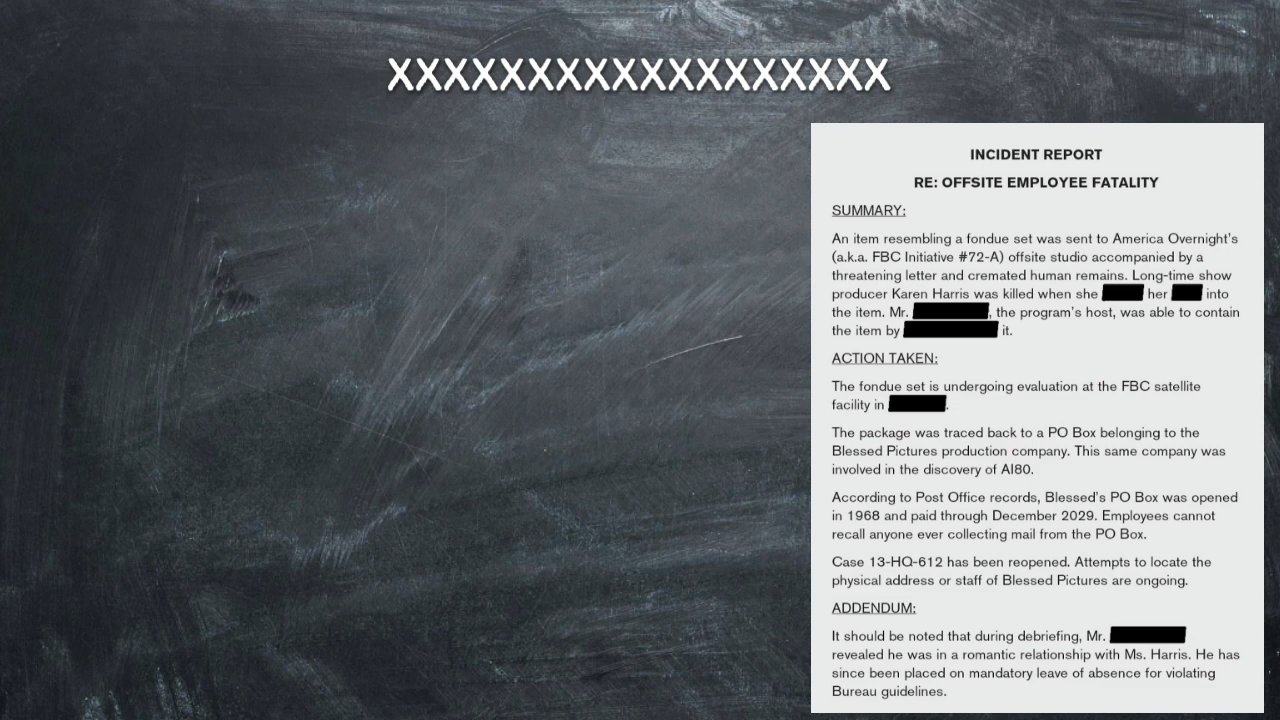 XXXXXXXXXXXXXXXXXX
INCIDENT REPORT
RE: OFFSITE EMPLOYEE FATALITY
SUMMARY:
An item resembling a fondue set was sent to America Overnight's
(a.k.a. FBC Initiative #72-A) offsite studio accompanied by a
threatening letter and cremated human remains. Long-time show
producer Karen Harris was killed when she her into
the item. Mr. , the program's host, was able to contain
the item by it.
ACTION TAKEN:
The fondue set is undergoing evaluation at the FBC satellite
facility in .
The package was traced back to a PO Box belonging to the
Blessed Pictures production company. This same company was
involved in the discovery of AI80.
According to Post Office records, Blessed's PO Box was opened
in 1968 and paid through December 2029. Employees cannot
recall anyone ever collecting mail from the PO Box.
Case 13-HQ-612 has been reopened. Attempts to locate the
physical address or staff of Blessed Pictures are ongoing.
ADDENDUM:
It should be noted that during debriefing, Mr.
revealed he was in a romantic relationship with Ms. Harris. He has
since been placed on mandatory leave of absence for violating
Bureau guidelines.